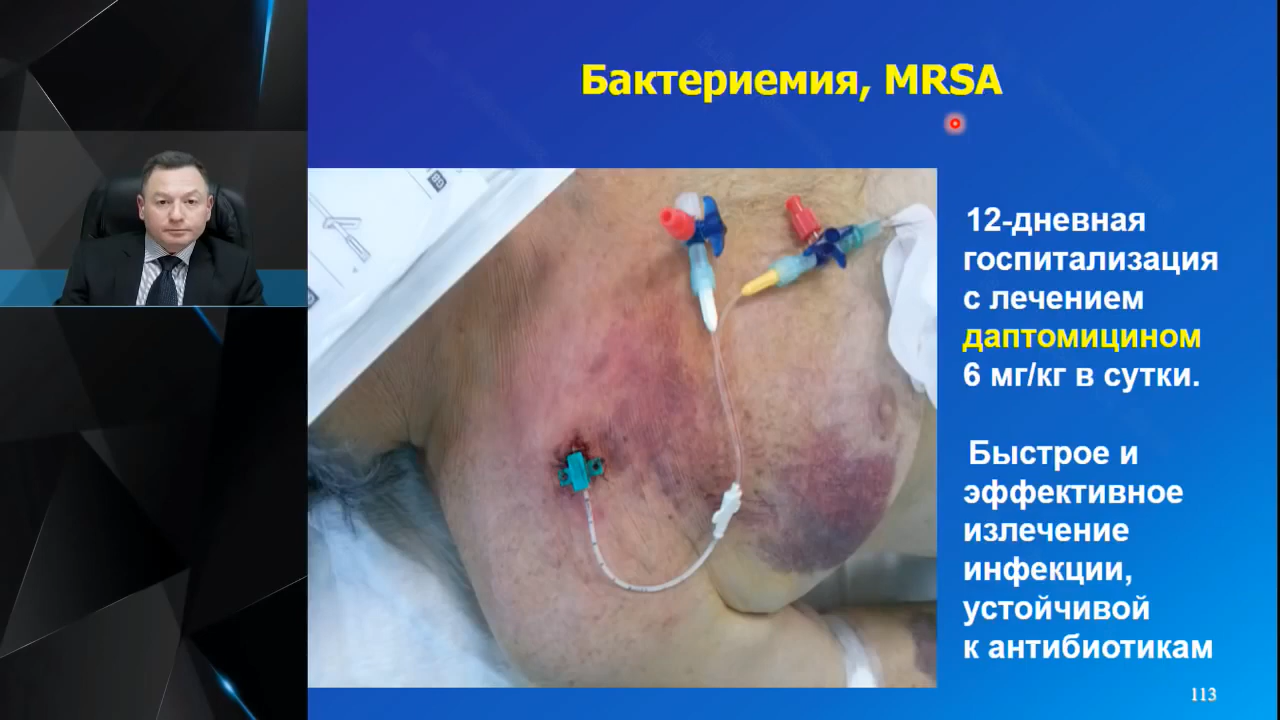 Бактериемия, MRSA
12-дневная
госпитализация
с лечением
даптомицином
6 мг/кг в сутки.
Быстрое и
эффективное
излечение
инфекции,
устойчивой
к антибиотикам
113